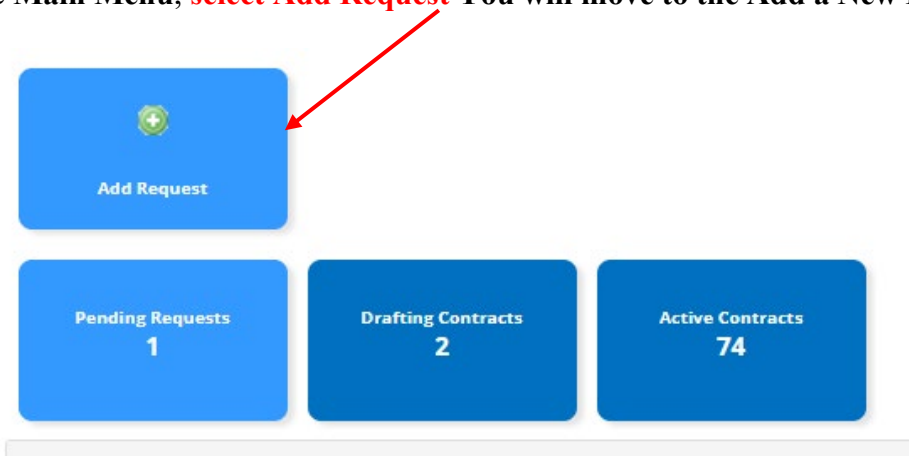 Main Menu, select Add Request You will move to the Add a New
Add Request
Pending Requests
1
Drafting Contracts
2
Active Contracts
74